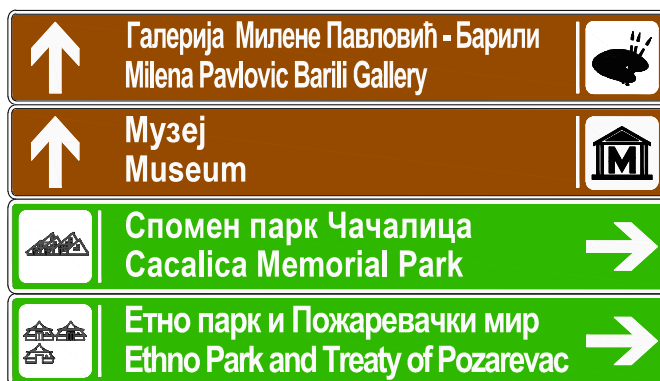 Галерија Милене Павловић - Барили
Milena Pavlovic Barili Gallery
Музеј
Museum
M
Спомен парк Чачалица
Cacalica Memorial Park
Етно парк и Пожаревачки мир
Ethno Park and Treaty of Pozarevac